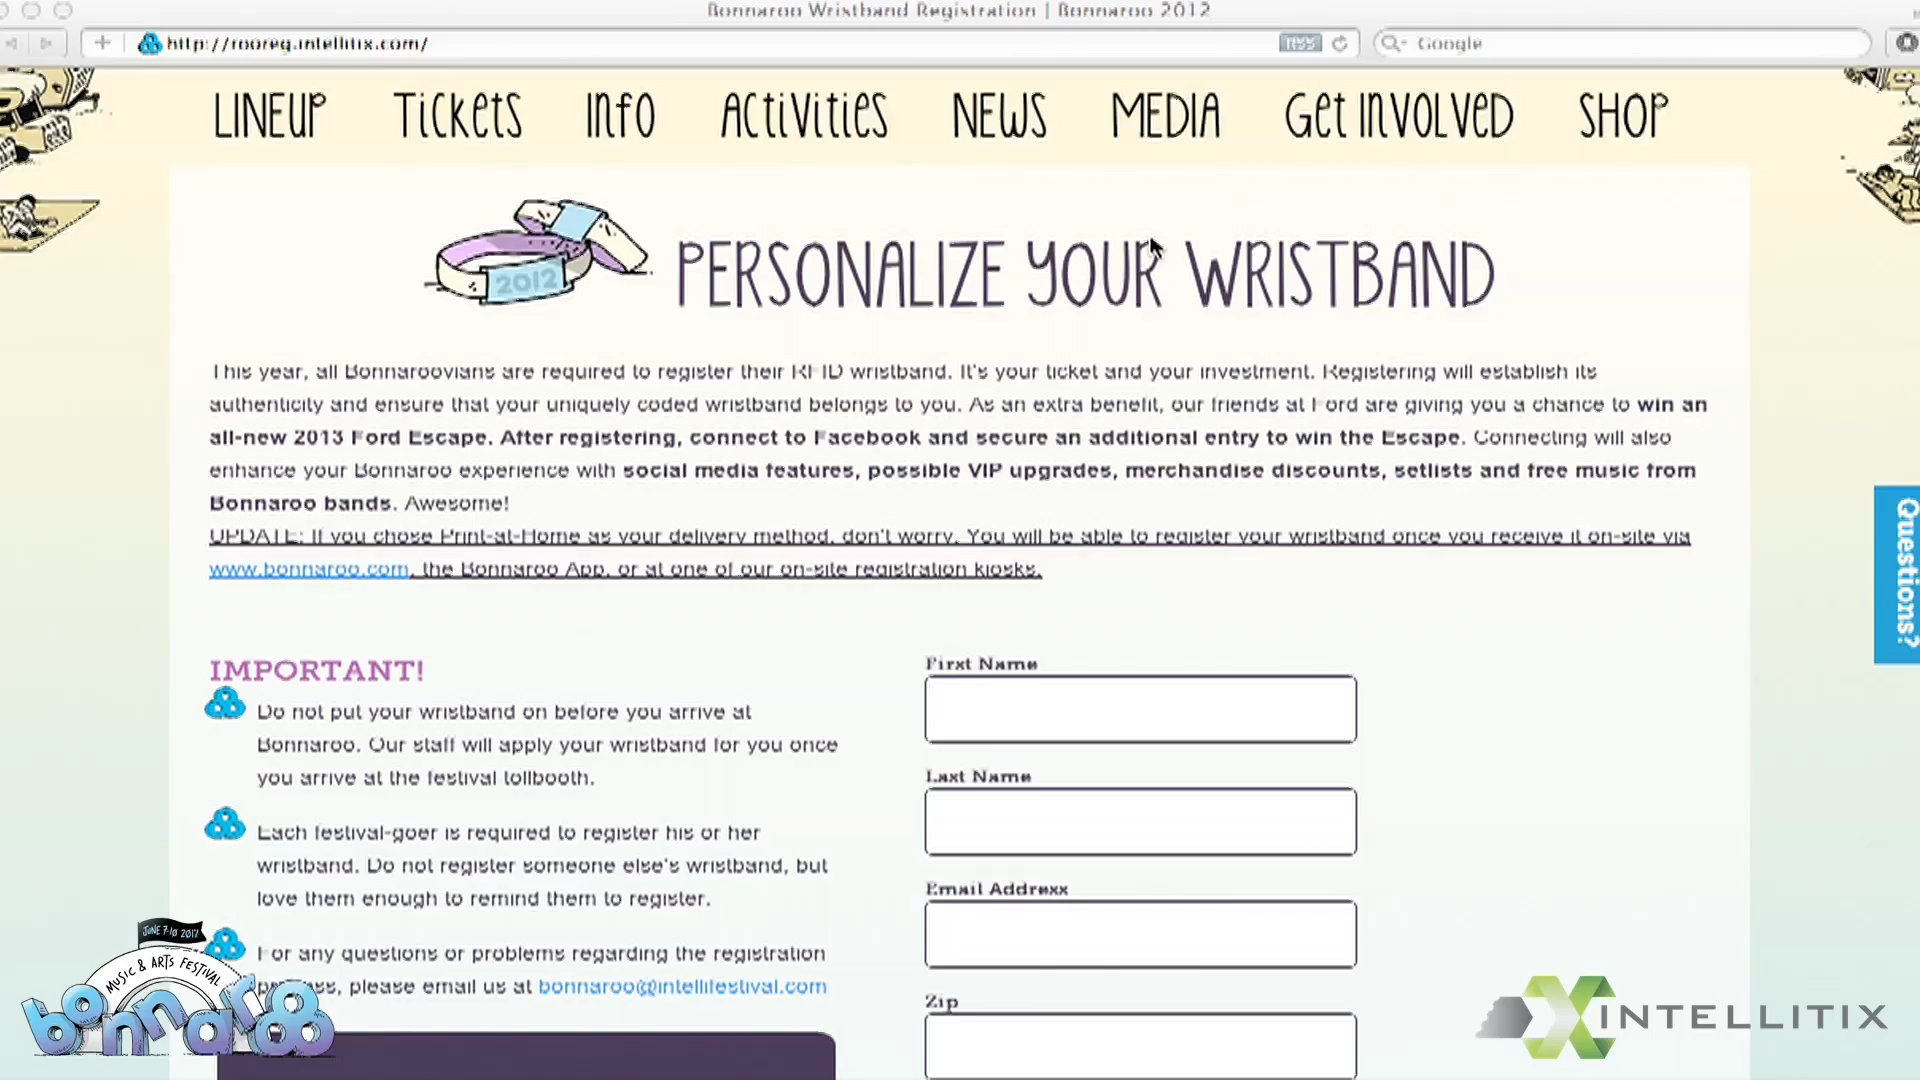 Bonnaroo Wristband Registration | Bonnaroo 2012
http://rooreg.intellitix.com/
RSS
Google
LINEUP Tickets Info Activities NEWS MEDIA Get INVOLVED SHOP
2012
PERSONALIZE YOUR WRISTBAND
This year, all Bonnaroovians are required to register their RFID wristband. It's your ticket and your investment. Registering will establish its
authenticity and ensure that your uniquely coded wristband belongs to you. As an extra benefit, our friends at Ford are giving you a chance to win an
all-new 2013 Ford Escape. After registering, connect to Facebook and secure an additional entry to win the Escape. Connecting will also
enhance your Bonnaroo experience with social media features, possible VIP upgrades, merchandise discounts, setlists and free music from
Bonnaroo bands. Awesome!
UPDATE: If you chose Print-at-Home as your delivery method, don't worry. You will be able to register your wristband once you receive it on-site via
www.bonnaroo.com, the Bonnaroo App, or at one of our on-site registration kiosks.
Questions?
IMPORTANT!
Do not put your wristband on before you arrive at
Bonnaroo. Our staff will apply your wristband for you once
you arrive at the festival tollbooth.
Each festival-goer is required to register his or her
wristband. Do not register someone else's wristband, but
love them enough to remind them to register.
For any questions or problems regarding the registration
please email us at bonnaroo@intellifestival.com
First Name
Last Name
Email Address
Zip
JUNE 7-10 2012
MUSIC & ARTS FESTIVAL
bonnaroo
INTELLITIX